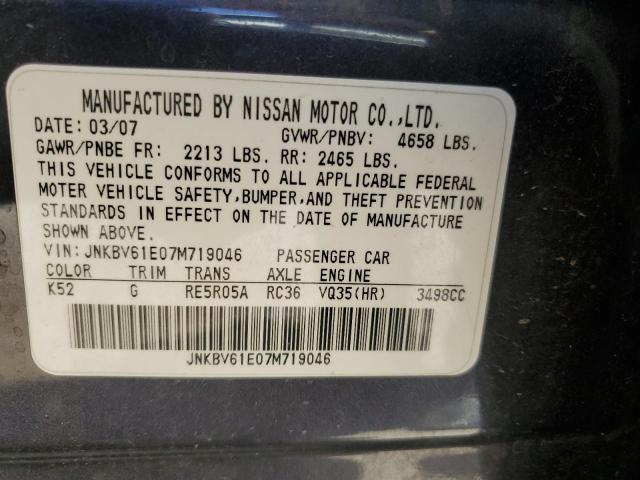 MANUFACTURED BY NISSAN MOTOR CO.,LTD.
DATE: 03/07 GVWR/PNBV: 4658 LBS.
GAWR/PNBE FR: 2213 LBS. RR: 2465 LBS.
THIS VEHICLE CONFORMS TO ALL APPLICABLE FEDERAL
MOTER VEHICLE SAFETY,BUMPER,AND THEFT PREVENTION
STANDARDS IN EFFECT ON THE DATE OF MANUFACTURE
SHOWN ABOVE.
VIN: JNKBV61E07M719046 PASSENGER CAR
COLOR TRIM TRANS AXLE ENGINE
K52 G RE5R05A RC36 VQ35(HR) 3498CC
JNKBV61E07M719046